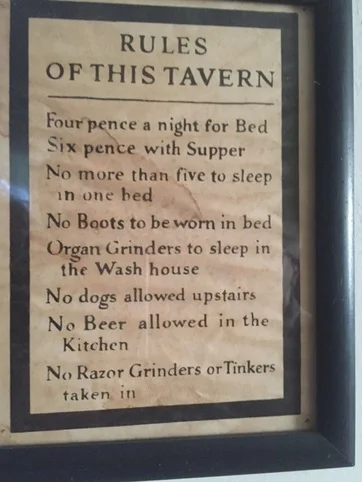 RULES
OF THIS TAVERN
Four pence a night for Bed
Six pence with Supper
No more than five to sleep
in one bed
No Boots to be worn in bed
Organ Grinders to sleep in
the Wash house
No dogs allowed upstairs
No Beer allowed in the
Kitchen
No Razor Grinders or Tinkers
taken in